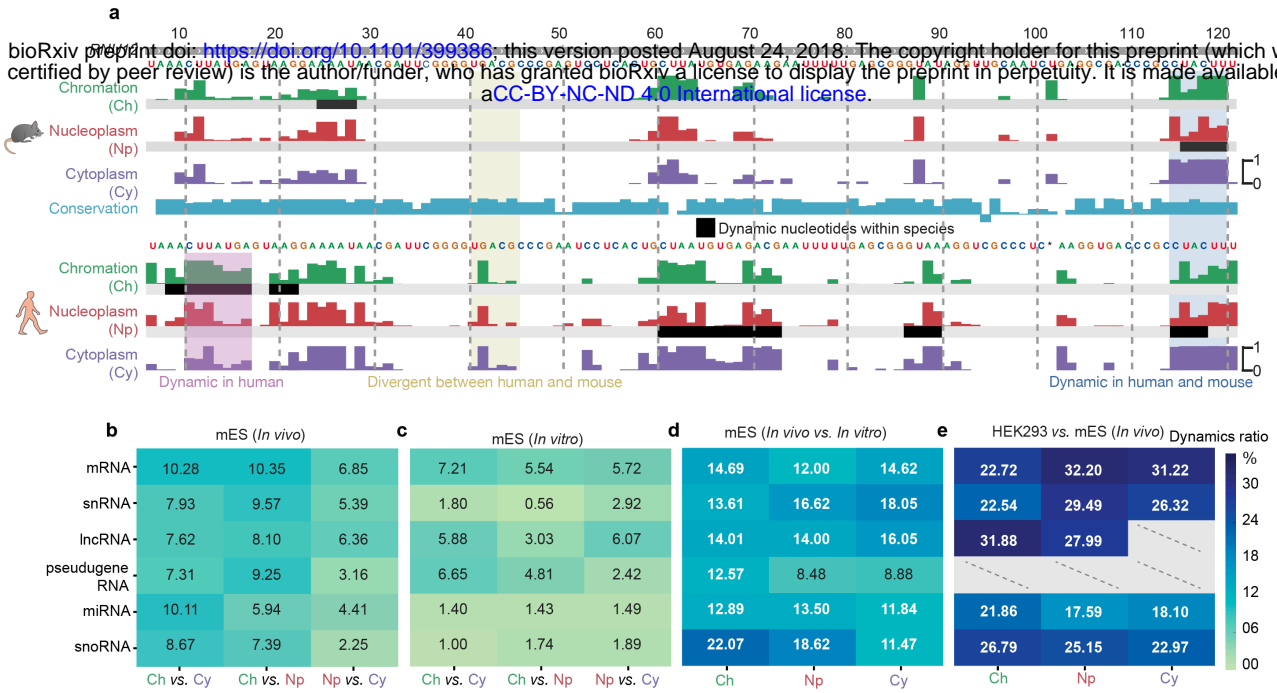 a
10 20 30 40 50 60 70 80 90 100 110 120
RNU12
bioRxiv preprint doi: https://doi.org/10.1101/399386; this version posted August 24, 2018. The copyright holder for this preprint (which w
certified by peer review) is the author/funder, who has granted bioRxiv a license to display the preprint in perpetuity. It is made available
aCC-BY-NC-ND 4.0 International license.
Chromation
(Ch)
Nucleoplasm
(Np)
Cytoplasm
(Cy)
1
0
Conservation
Dynamic nucleotides within species
UAAACUUAUGAGUAAGGAAAAUAACGAUUCGGGGUGACGCCCGAAUCCUCACUGCUAAUGUGAGACGAAUUUUUGAGCGGGUAAAGGUCGCCCUC*AAGGUGACCCGCCUACUUU
Chromation
(Ch)
Nucleoplasm
(Np)
Cytoplasm
(Cy)
1
0
Dynamic in human
Divergent between human and mouse
Dynamic in human and mouse
b mES (In vivo) c mES (In vitro) d mES (In vivo vs. In vitro) e HEK293 vs. mES (In vivo) Dynamics ratio
%
mRNA 10.28 10.35 6.85 7.21 5.54 5.72 14.69 12.00 14.62 22.72 32.20 31.22
snRNA 7.93 9.57 5.39 1.80 0.56 2.92 13.61 16.62 18.05 22.54 29.49 26.32
lncRNA 7.62 8.10 6.36 5.88 3.03 6.07 14.01 14.00 16.05 31.88 27.99
pseudugene
RNA 7.31 9.25 3.16 6.65 4.81 2.42 12.57 8.48 8.88
miRNA 10.11 5.94 4.41 1.40 1.43 1.49 12.89 13.50 11.84 21.86 17.59 18.10
snoRNA 8.67 7.39 2.25 1.00 1.74 1.89 22.07 18.62 11.47 26.79 25.15 22.97
30
24
18
12
06
00
Ch vs. Cy Ch vs. Np Np vs. Cy Ch vs. Cy Ch vs. Np Np vs. Cy Ch Np Cy Ch Np Cy